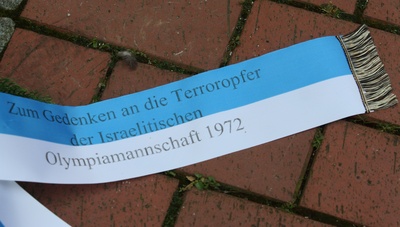 Zum Gedenken an die Terroropfer
der Israelitischen
Olympiamannschaft 1972